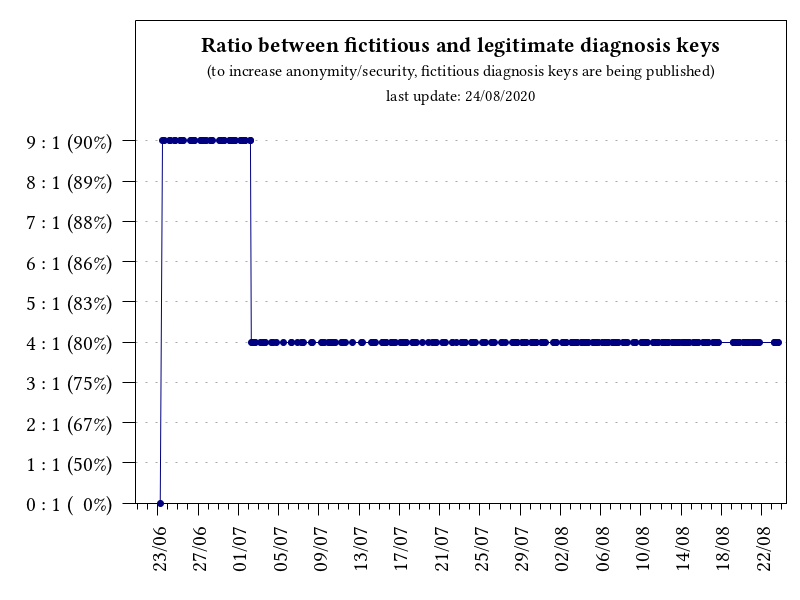 Ratio between fictitious and legitimate diagnosis keys
(to increase anonymity/security, fictitious diagnosis keys are being published)
last update: 24/08/2020
9 : 1 (90%)
8 : 1 (89%)
7 : 1 (88%)
6 : 1 (86%)
5 : 1 (83%)
4 : 1 (80%)
3 : 1 (75%)
2 : 1 (67%)
1 : 1 (50%)
0 : 1 (  0%)
23/06
27/06
01/07
05/07
09/07
13/07
17/07
21/07
25/07
29/07
02/08
06/08
10/08
14/08
18/08
22/08